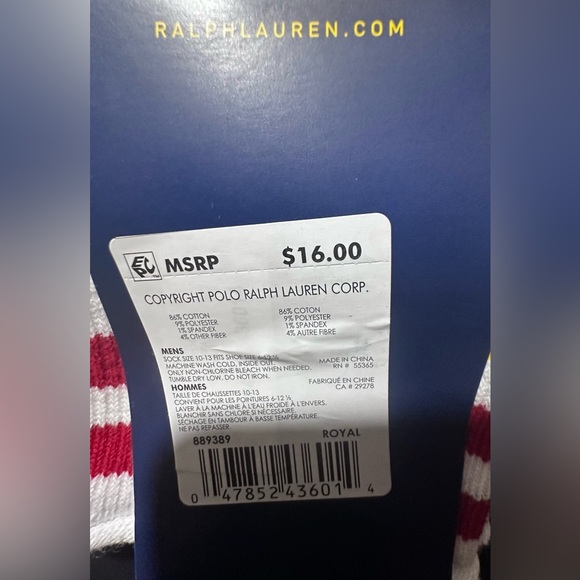 RALPHLAUREN.COM
EPC MSRP $16.00
COPYRIGHT POLO RALPH LAUREN CORP.
86% COTTON 86% COTON
9% POLYESTER 9% POLYESTER
1% SPANDEX 1% SPANDEX
4% OTHER FIBER 4% AUTRE FIBRE
MENS
SOCK SIZE 10-13 FITS SHOE SIZE 6-12 ½ MADE IN CHINA
MACHINE WASH COLD, INSIDE OUT. RN # 55365
ONLY NON-CHLORINE BLEACH WHEN NEEDED.
TUMBLE DRY LOW. DO NOT IRON.
HOMMES FABRIQUÉ EN CHINE
TAILLE DE CHAUSSETTES 10-13 CA # 29278
CONVIENT POUR LES POINTURES 6-12 ½
LAVER À LA MACHINE À L'EAU FROIDE À L'ENVERS.
BLANCHIR SANS CHLORE SI NÉCESSAIRE.
SÉCHAGE EN TAMBOUR À BASSE TEMPÉRATURE.
NE PAS REPASSER
889389 ROYAL
0 47852 43601 4